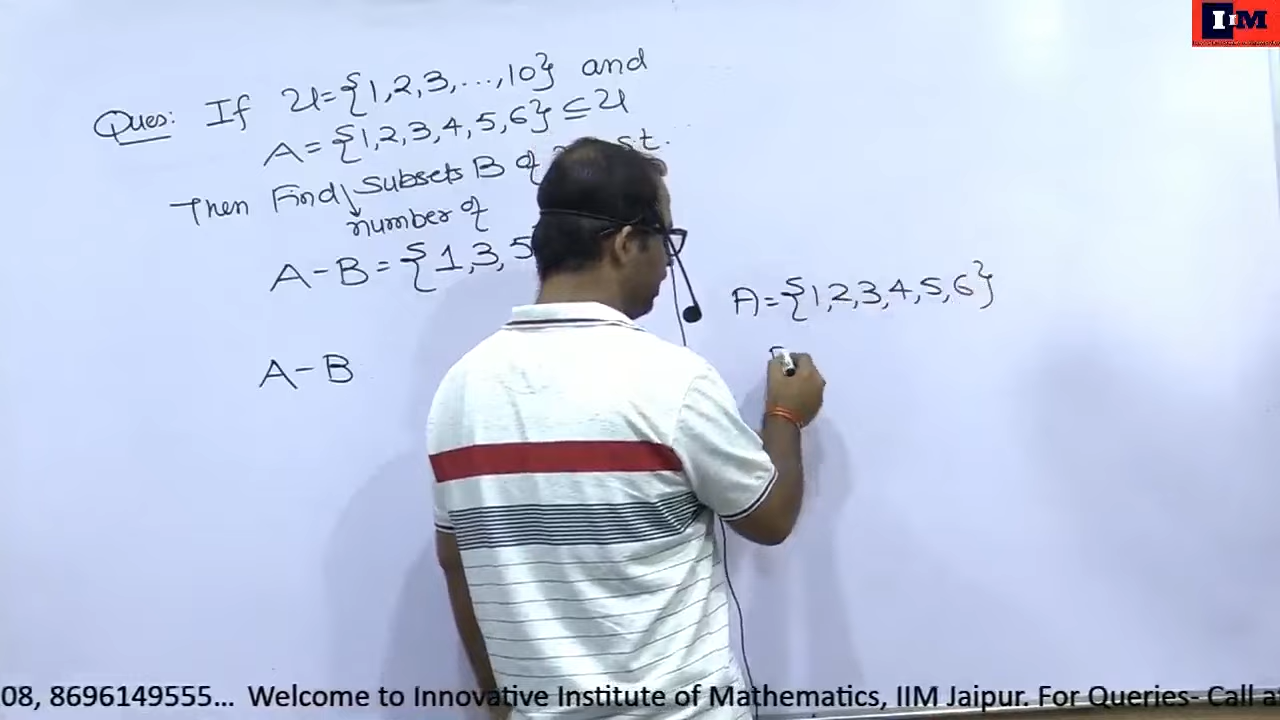 IIM
Ques: If U={1,2,3,...,10} and
A={1,2,3,4,5,6}⊆U
Then Find subsets B of s.t.
number of
A-B={1,3,5
A={1,2,3,4,5,6}
A-B
08, 8696149555... Welcome to Innovative Institute of Mathematics, IIM Jaipur. For Queries- Call a